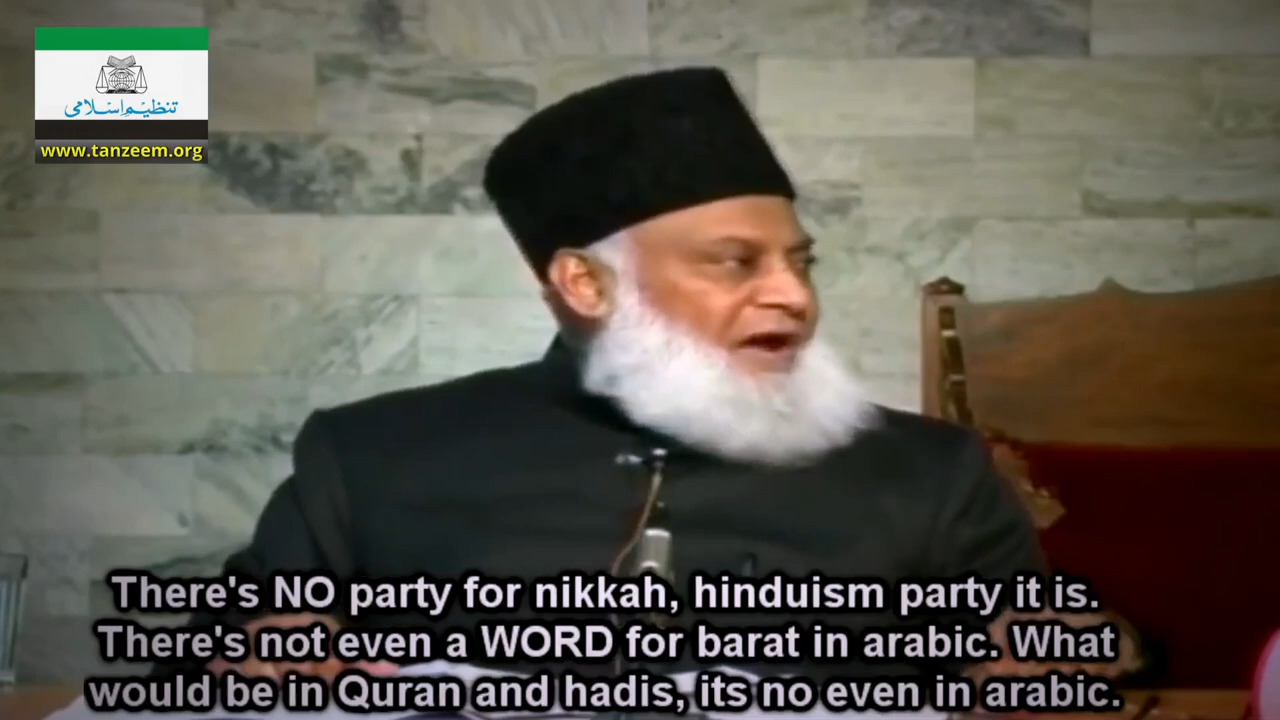 تنظیمِ اسلامی
www.tanzeem.org
There's NO party for nikkah, hinduism party it is.
There's not even a WORD for barat in arabic. What
would be in Quran and hadis, its no even in arabic.